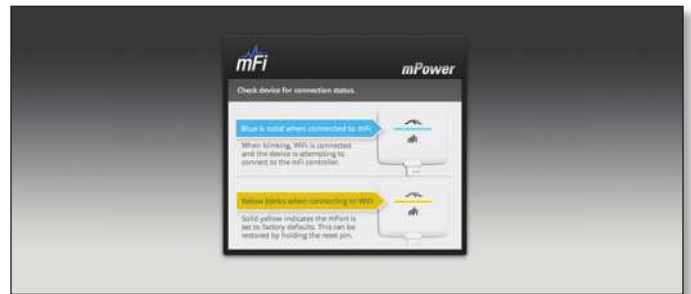 mFi
mPower
Check device for connection status.
Blue is solid when connected to mFi
When blinking, WiFi is connected
and the device is attempting to
connect to the mFi controller.
Yellow blinks when connecting to WiFi
Solid yellow indicates the mPort is
set to factory defaults. This can be
restored by holding the reset pin.